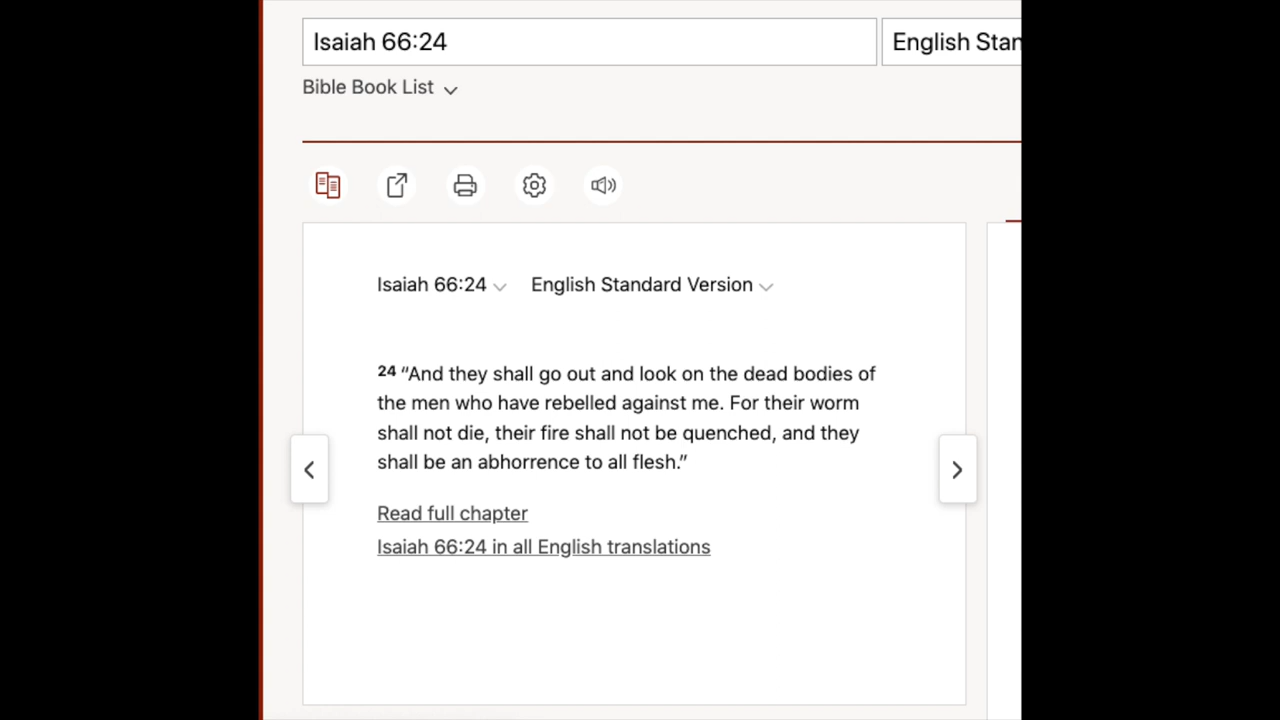 Isaiah 66:24
English Stan
Bible Book List
Isaiah 66:24 English Standard Version
24 “And they shall go out and look on the dead bodies of
the men who have rebelled against me. For their worm
shall not die, their fire shall not be quenched, and they
shall be an abhorrence to all flesh.”
Read full chapter
Isaiah 66:24 in all English translations